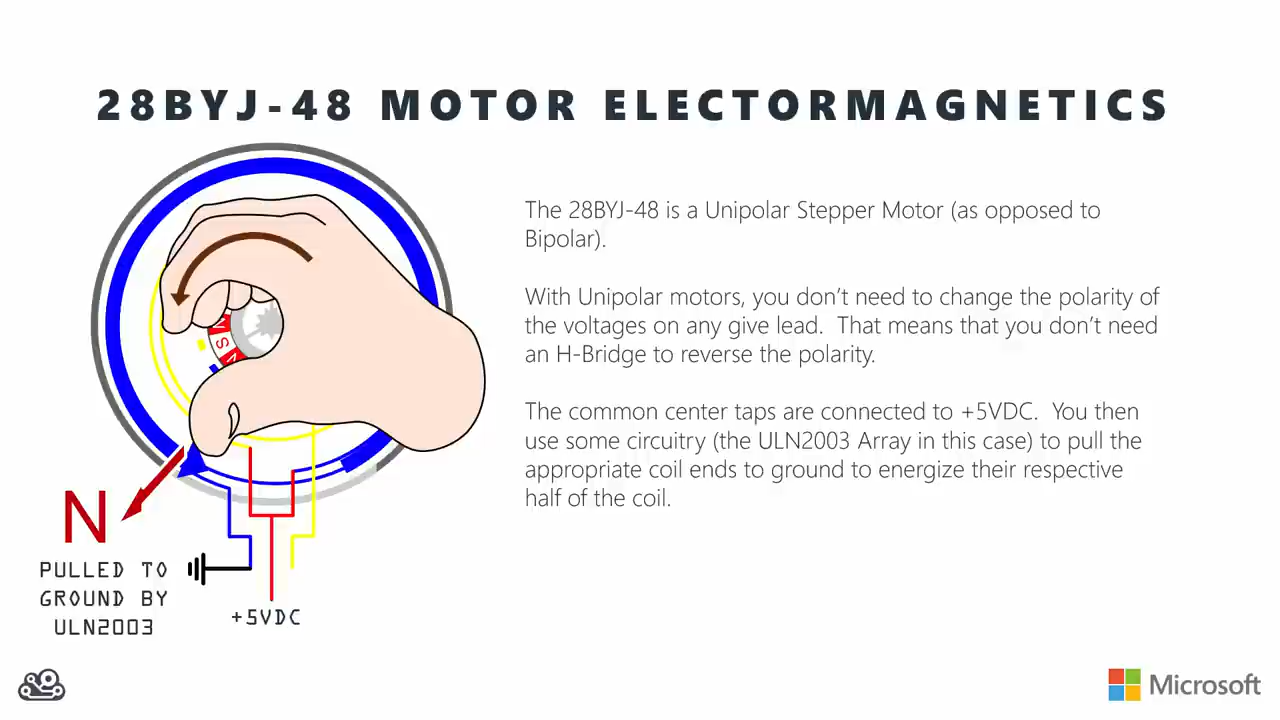 28BYJ-48 MOTOR ELECTORMAGNETICS
The 28BYJ-48 is a Unipolar Stepper Motor (as opposed to
Bipolar).
With Unipolar motors, you don't need to change the polarity of
the voltages on any give lead. That means that you don't need
an H-Bridge to reverse the polarity.
The common center taps are connected to +5VDC. You then
use some circuitry (the ULN2003 Array in this case) to pull the
appropriate coil ends to ground to energize their respective
half of the coil.
N
S
N
N
PULLED TO
GROUND BY
ULN2003
+5VDC
Microsoft